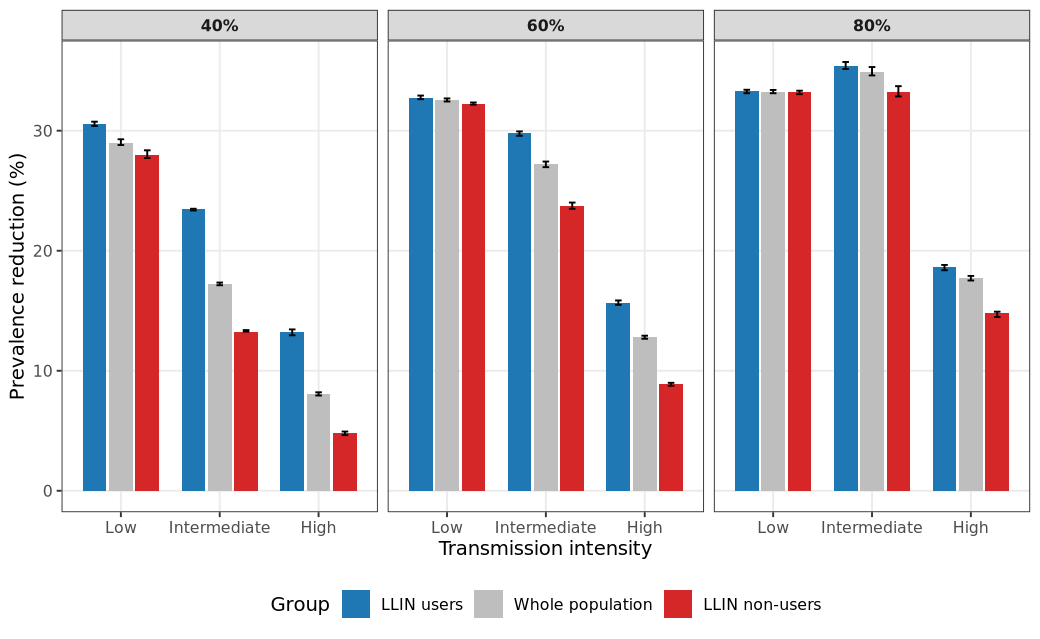 40% 60% 80%
Prevalence reduction (%)
30
20
10
0
Low Intermediate High Low Intermediate High Low Intermediate High
Transmission intensity
Group LLIN users Whole population LLIN non-users